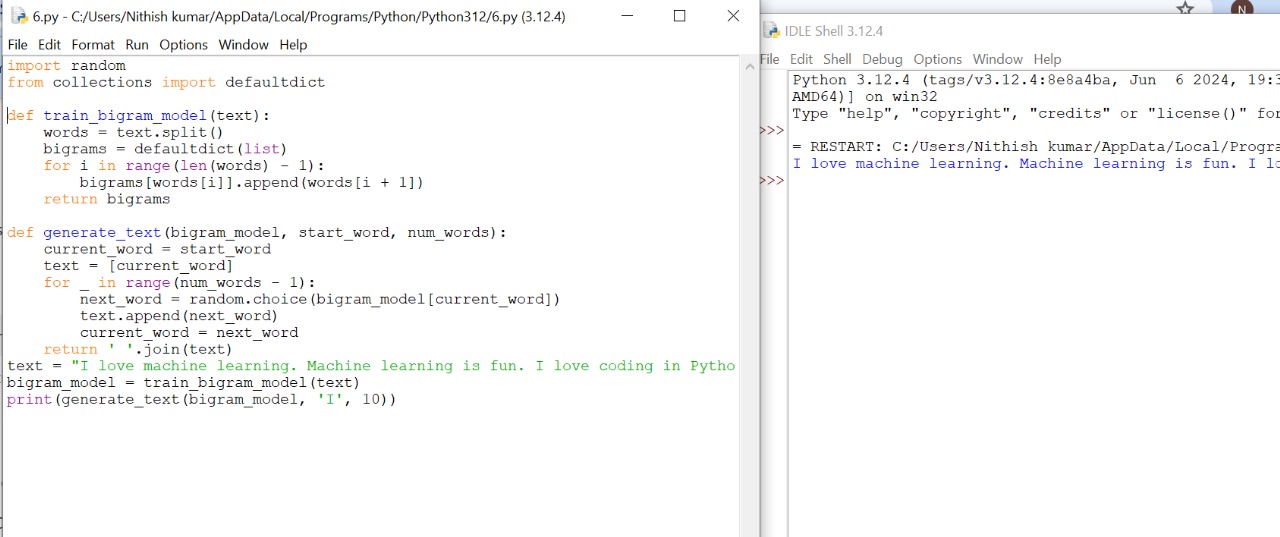 6.py - C:/Users/Nithish kumar/AppData/Local/Programs/Python/Python312/6.py (3.12.4)
File Edit Format Run Options Window Help
import random
from collections import defaultdict
def train_bigram_model(text):
    words = text.split()
    bigrams = defaultdict(list)
    for i in range(len(words) - 1):
        bigrams[words[i]].append(words[i + 1])
    return bigrams
def generate_text(bigram_model, start_word, num_words):
    current_word = start_word
    text = [current_word]
    for _ in range(num_words - 1):
        next_word = random.choice(bigram_model[current_word])
        text.append(next_word)
        current_word = next_word
    return ' '.join(text)
text = "I love machine learning. Machine learning is fun. I love coding in Pytho
bigram_model = train_bigram_model(text)
print(generate_text(bigram_model, 'I', 10))
N
IDLE Shell 3.12.4
File Edit Shell Debug Options Window Help
Python 3.12.4 (tags/v3.12.4:8e8a4ba, Jun  6 2024, 19:3
AMD64)] on win32
Type "help", "copyright", "credits" or "license()" for
>>>
= RESTART: C:/Users/Nithish kumar/AppData/Local/Progra
I love machine learning. Machine learning is fun. I lo
>>>